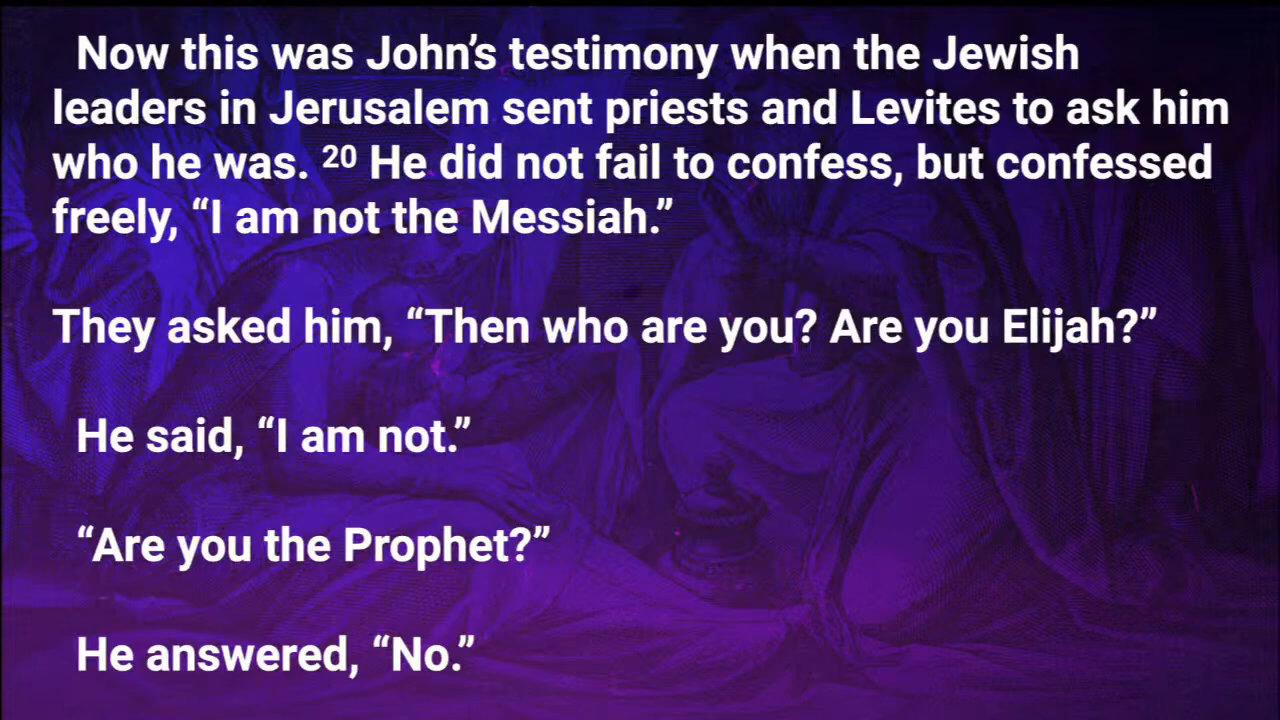 Now this was John’s testimony when the Jewish
leaders in Jerusalem sent priests and Levites to ask him
who he was. ²⁰ He did not fail to confess, but confessed
freely, “I am not the Messiah.”
They asked him, “Then who are you? Are you Elijah?”
He said, “I am not.”
“Are you the Prophet?”
He answered, “No.”